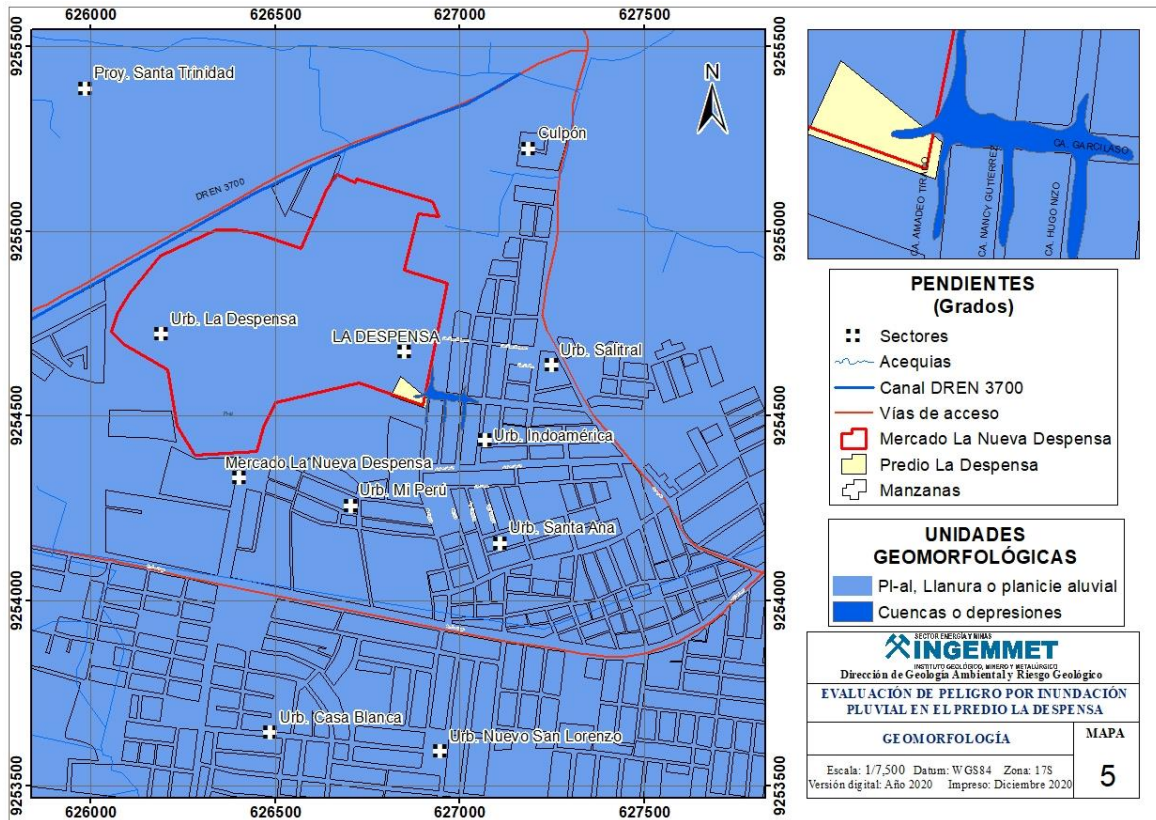 626000 626500 627000 627500
9255500
9255000
9254500
9254000
9253500
9255500
9255000
9254500
9254000
9253500
Proy. Santa Trinidad
N
Culpón
DREN 3700
Urb. La Despensa
LA DESPENSA
Urb. Salitral
Urb. Indoamérica
Mercado La Nueva Despensa
Urb. Mi Perú
Urb. Santa Ana
Urb. Casa Blanca
Urb. Nuevo San Lorenzo
626000 626500 627000 627500
CA. GARCILASO
CA. AMADEO TIRADO
CA. NANCY GUTIERREZ
CA. HUGO NIZO
PENDIENTES
(Grados)
Sectores
Acequias
Canal DREN 3700
Vías de acceso
Mercado La Nueva Despensa
Predio La Despensa
Manzanas
UNIDADES
GEOMORFOLÓGICAS
Pl-al, Llanura o planicie aluvial
Cuencas o depresiones
SECTOR ENERGÍA Y MINAS
INGEMMET
INSTITUTO GEOLÓGICO, MINERO Y METALÚRGICO
Dirección de Geología Ambiental y Riesgo Geológico
EVALUACIÓN DE PELIGRO POR INUNDACIÓN
PLUVIAL EN EL PREDIO LA DESPENSA
GEOMORFOLOGÍA
MAPA
5
Escala: 1/7,500 Datum: WGS84 Zona: 17S
Versión digital: Año 2020 Impreso: Diciembre 2020